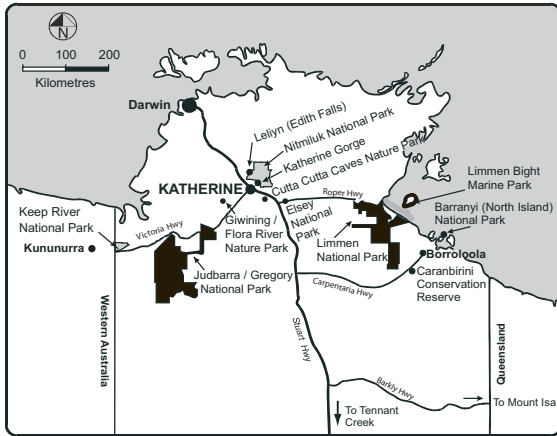 N
0 100 200
Kilometres
Darwin
Leliyn (Edith Falls)
Nitmiluk National Park
Katherine Gorge
Cutta Cutta Caves Nature Park
KATHERINE
Limmen Bight
Marine Park
Barranyi (North Island)
National Park
Keep River
National Park
Kununurra
Victoria Hwy
Giwining /
Flora River
Nature Park
Elsey
National
Park
Roper Hwy
Limmen
National Park
Borroloola
Caranbirini
Conservation
Reserve
Judbarra / Gregory
National Park
Carpentaria Hwy
Western Australia
Stuart Hwy
Queensland
Barkly Hwy
To Mount Isa
To Tennant
Creek